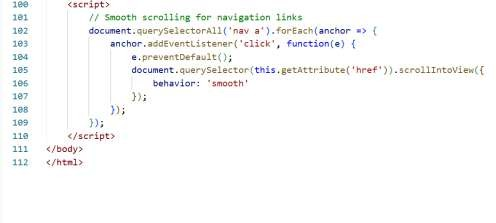 100 <script>
101 // Smooth scrolling for navigation links
102 document.querySelectorAll('nav a').forEach(anchor => {
103 anchor.addEventListener('click', function(e) {
104 e.preventDefault();
105 document.querySelector(this.getAttribute('href')).scrollIntoView({
106 behavior: 'smooth'
107 });
108 });
109 });
110 </script>
111 </body>
112 </html>